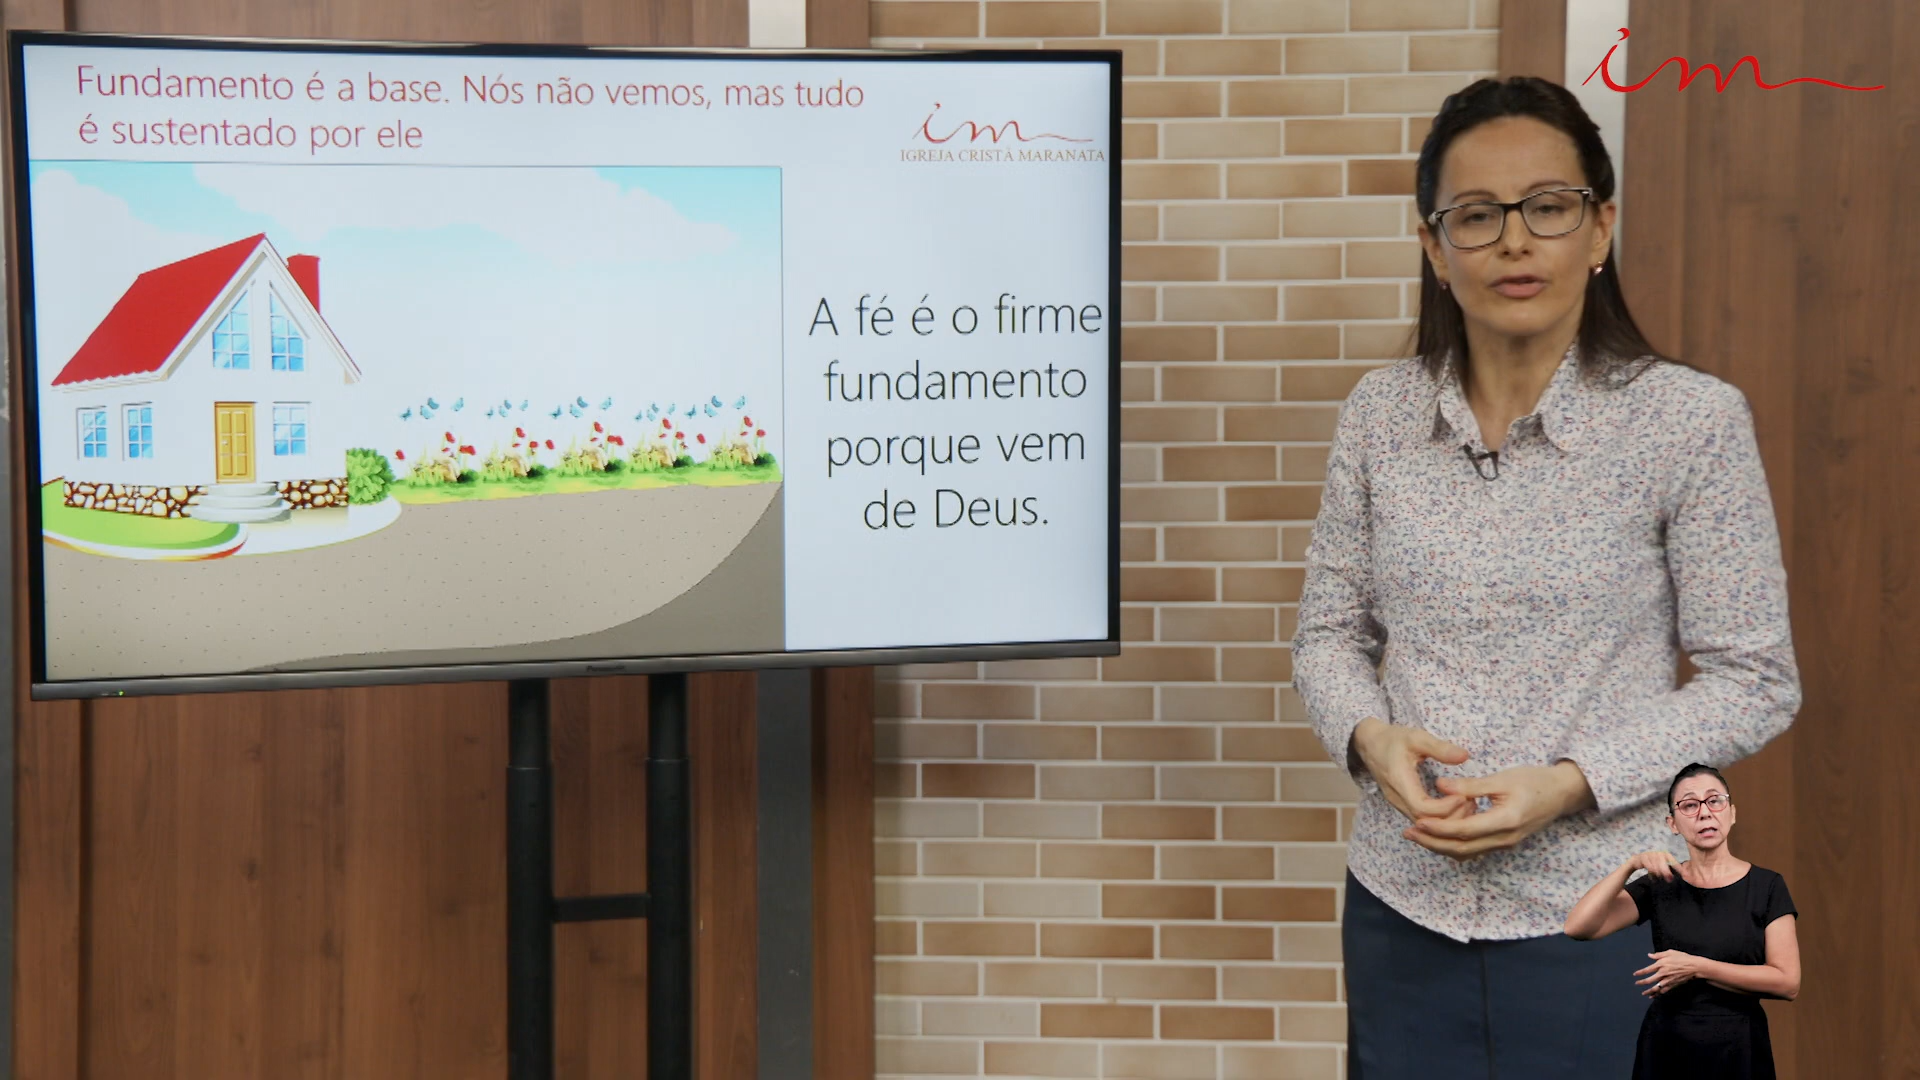 Fundamento é a base. Nós não vemos, mas tudo
é sustentado por ele
im
IGREJA CRISTÃ MARANATA
A fé é o firme
fundamento
porque vem
de Deus.
Panasonic
im